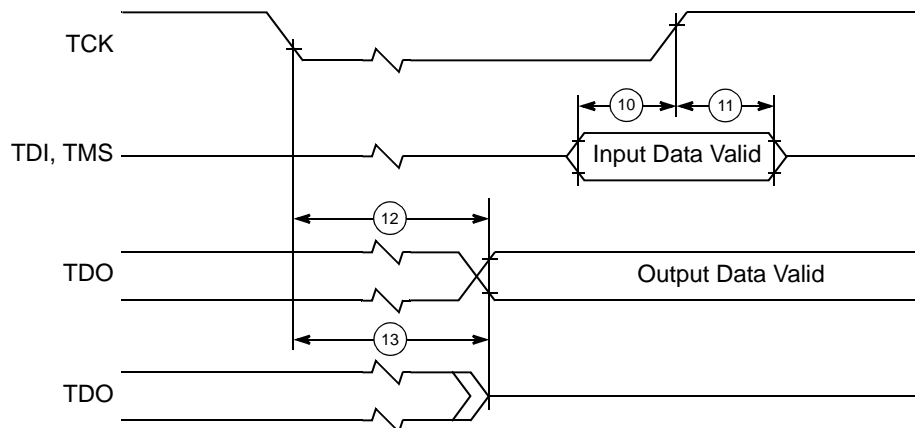 TCK
10
11
TDI, TMS
Input Data Valid
12
TDO
Output Data Valid
13
TDO